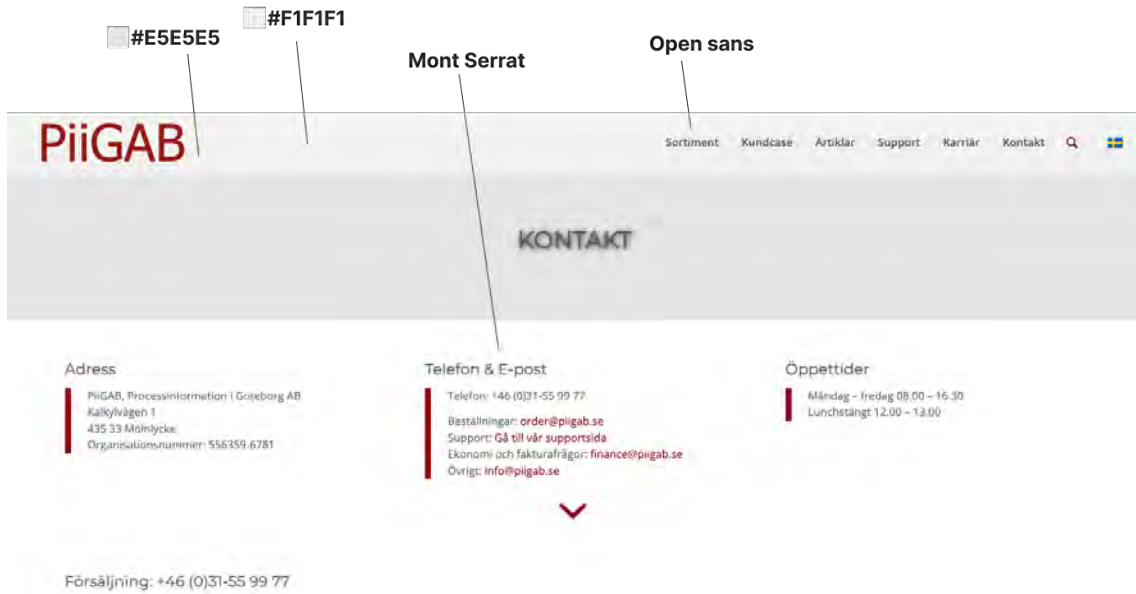 #E5E5E5
#F1F1F1
Mont Serrat
Open sans
PiiGAB
Sortiment Kundcase Artiklar Support Karriär Kontakt
KONTAKT
Adress
PiiGAB, Processinformation i Göteborg AB
Kalkylvägen 1
435 33 Mölnlycke
Organisationsnummer: 556359-6781
Telefon & E-post
Telefon: +46 (0)31-55 99 77
Beställningar: order@piigab.se
Support: Gå till vår supportsida
Ekonomi och fakturafrågor: finance@piigab.se
Övrigt: info@piigab.se
Öppettider
Måndag – fredag 08.00 – 16.30
Lunchstängt 12.00 – 13.00
Försäljning: +46 (0)31-55 99 77